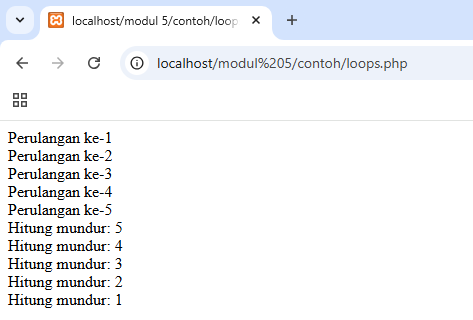 localhost/modul 5/contoh/loop
localhost/modul%205/contoh/loops.php
Perulangan ke-1
Perulangan ke-2
Perulangan ke-3
Perulangan ke-4
Perulangan ke-5
Hitung mundur: 5
Hitung mundur: 4
Hitung mundur: 3
Hitung mundur: 2
Hitung mundur: 1